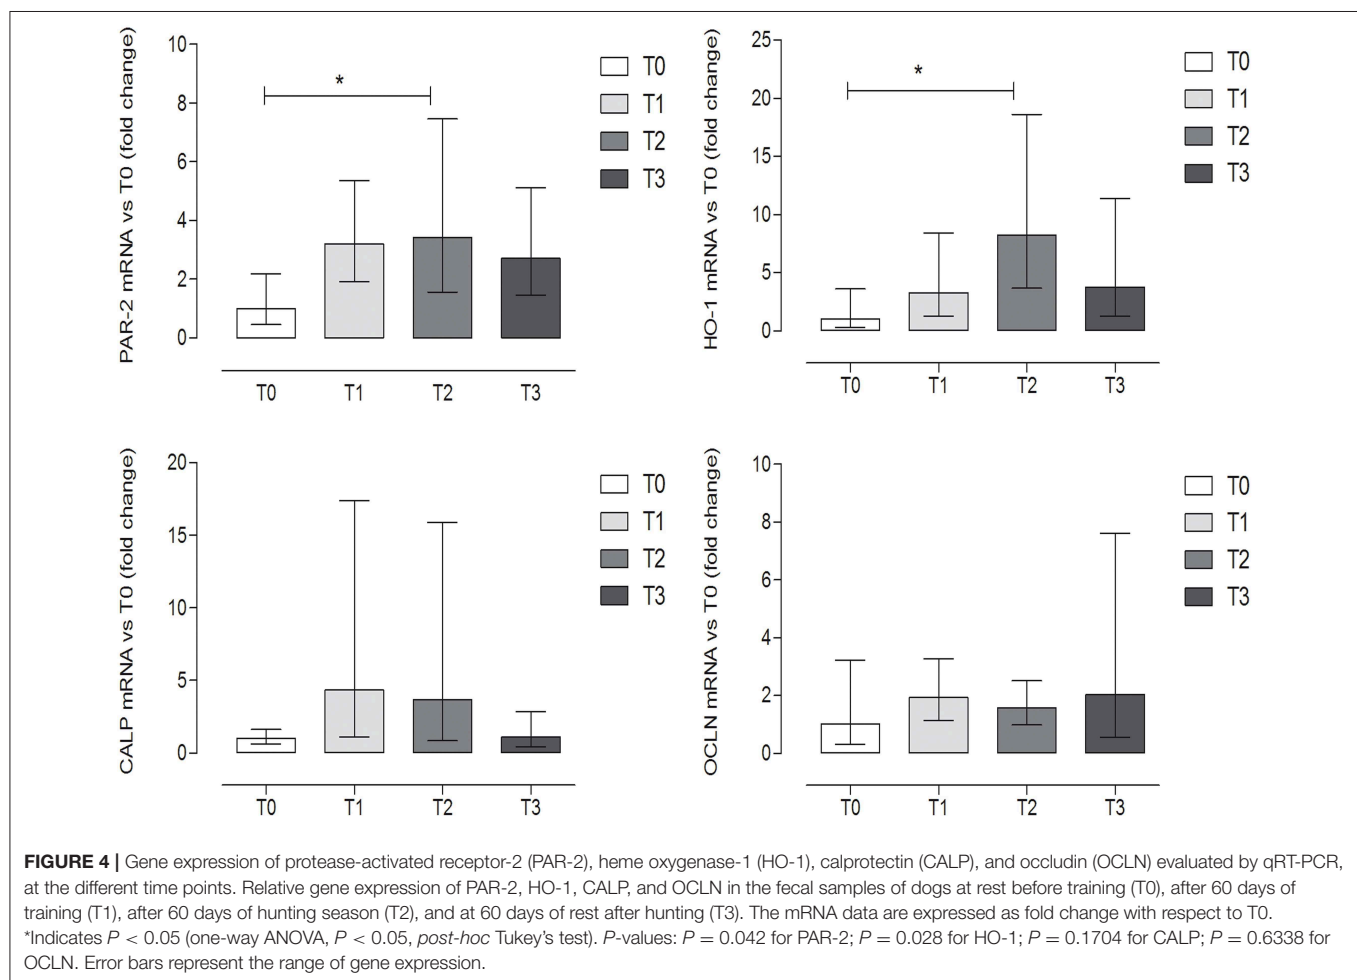 PAR-2 mRNA vs T0 (fold change)
10
8
6
4
2
0
*
T0
T1
T2
T3
T0 T1 T2 T3
HO-1 mRNA vs T0 (fold change)
25
20
15
10
5
0
*
T0
T1
T2
T3
T0 T1 T2 T3
CALP mRNA vs T0 (fold change)
20
15
10
5
0
T0
T1
T2
T3
T0 T1 T2 T3
OCLN mRNA vs T0 (fold change)
10
8
6
4
2
0
T0
T1
T2
T3
T0 T1 T2 T3
FIGURE 4 | Gene expression of protease-activated receptor-2 (PAR-2), heme oxygenase-1 (HO-1), calprotectin (CALP), and occludin (OCLN) evaluated by qRT-PCR,
at the different time points. Relative gene expression of PAR-2, HO-1, CALP, and OCLN in the fecal samples of dogs at rest before training (T0), after 60 days of
training (T1), after 60 days of hunting season (T2), and at 60 days of rest after hunting (T3). The mRNA data are expressed as fold change with respect to T0.
*Indicates P < 0.05 (one-way ANOVA, P < 0.05, post-hoc Tukey's test). P-values: P = 0.042 for PAR-2; P = 0.028 for HO-1; P = 0.1704 for CALP; P = 0.6338 for
OCLN. Error bars represent the range of gene expression.